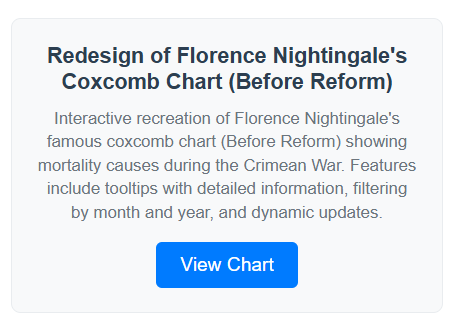 Redesign of Florence Nightingale's
Coxcomb Chart (Before Reform)
Interactive recreation of Florence Nightingale's
famous coxcomb chart (Before Reform) showing
mortality causes during the Crimean War. Features
include tooltips with detailed information, filtering
by month and year, and dynamic updates.
View Chart